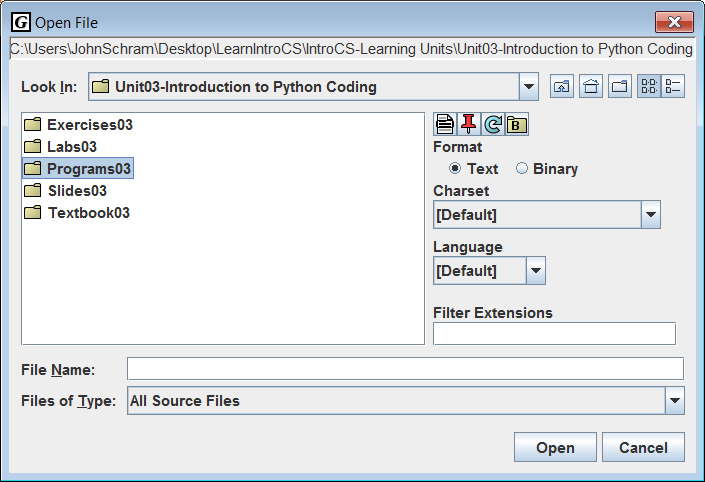 G Open File
C:\Users\JohnSchram\Desktop\LearnIntroCS\IntroCS-Learning Units\Unit03-Introduction to Python Coding
Look In: Unit03-Introduction to Python Coding
Exercises03
Labs03
Programs03
Slides03
Textbook03
B
Format
Text Binary
Charset
[Default]
Language
[Default]
Filter Extensions
File Name:
Files of Type: All Source Files
Open Cancel